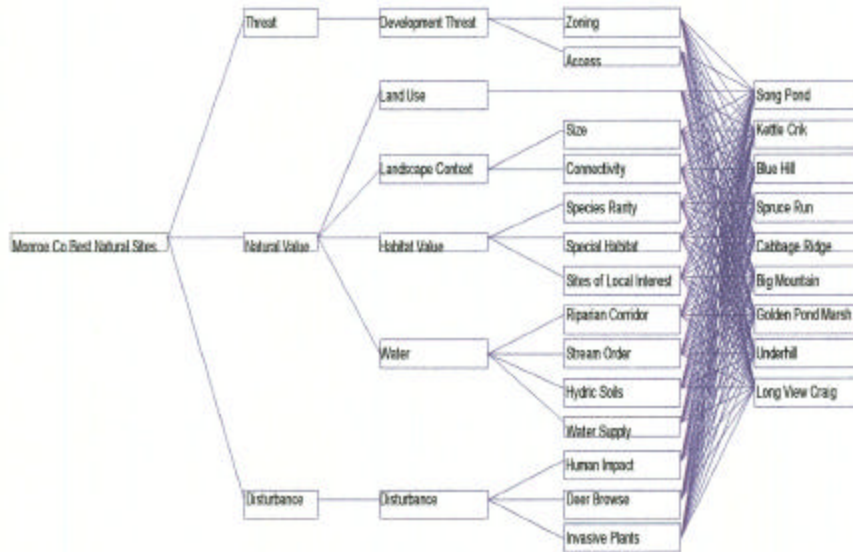 Threat
Development Threat
Zoning
Access
Land Use
Song Pond
Size
Kettle Crik
Landscape Context
Connectivity
Blue Hill
Species Rarity
Spruce Run
Monroe Co Best Natural Sites
Natural Value
Habitat Value
Special Habitat
Cabbage Ridge
Sites of Local Interest
Big Mountain
Riparian Corridor
Golden Pond Marsh
Water
Stream Order
Underhill
Hydric Soils
Long View Craig
Water Supply
Human Impact
Disturbance
Disturbance
Deer Browse
Invasive Plants